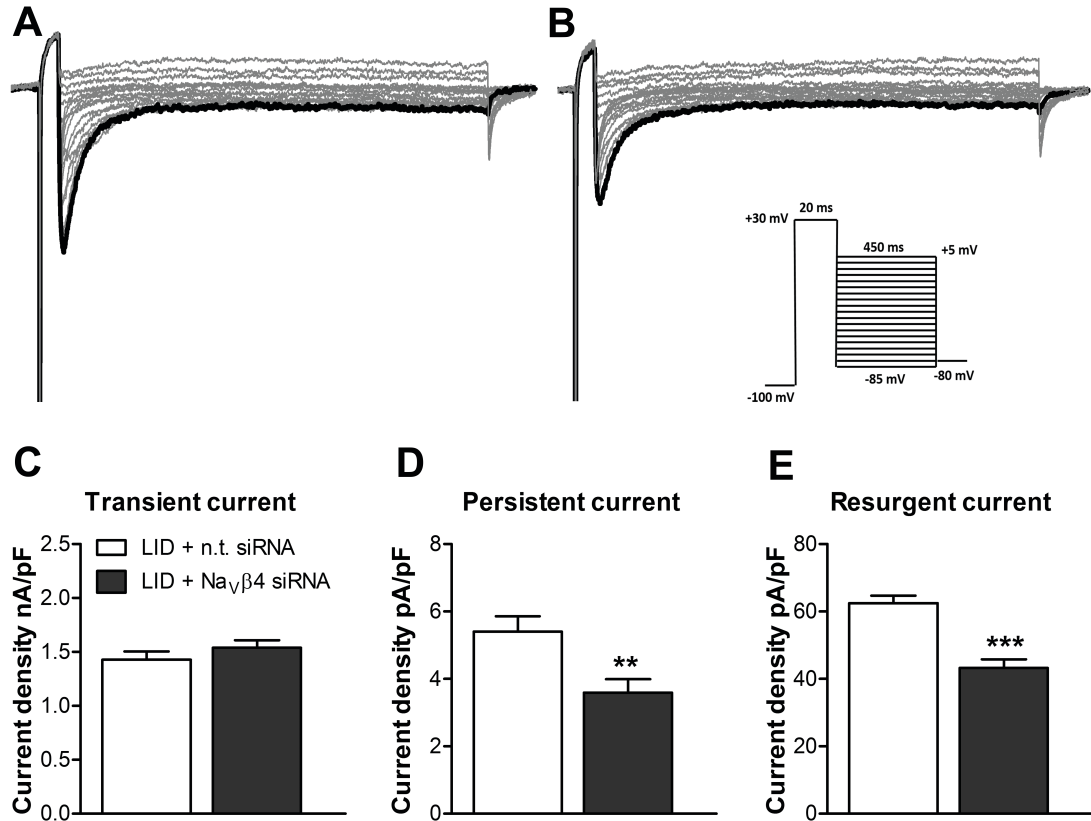 A
B
20 ms
+30 mV
450 ms
+5 mV
-85 mV
-80 mV
-100 mV
C
D
E
Transient current
Persistent current
Resurgent current
Current density nA/pF
2.5
2.0
1.5
1.0
0.5
0.0
LID + n.t. siRNA
LID + NaVβ4 siRNA
Current density pA/pF
8
6
4
2
0
**
Current density pA/pF
80
60
40
20
0
***